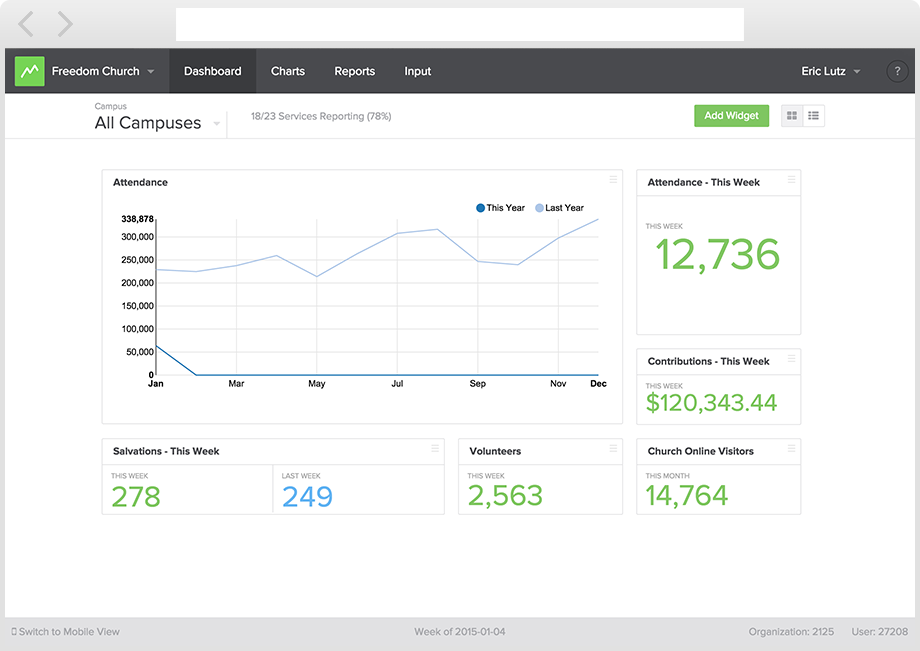 Freedom Church Dashboard Charts Reports Input Eric Lutz ?
Campus
All Campuses
18/23 Services Reporting (78%)
Add Widget
Attendance
This Year Last Year
338,878
300,000
250,000
200,000
150,000
100,000
50,000
0
Jan Mar May Jul Sep Nov Dec
Attendance - This Week
THIS WEEK
12,736
Contributions - This Week
THIS WEEK
$120,343.44
Salvations - This Week
THIS WEEK
278
LAST WEEK
249
Volunteers
THIS WEEK
2,563
Church Online Visitors
THIS MONTH
14,764
Switch to Mobile View Week of 2015-01-04 Organization: 2125 User: 27208